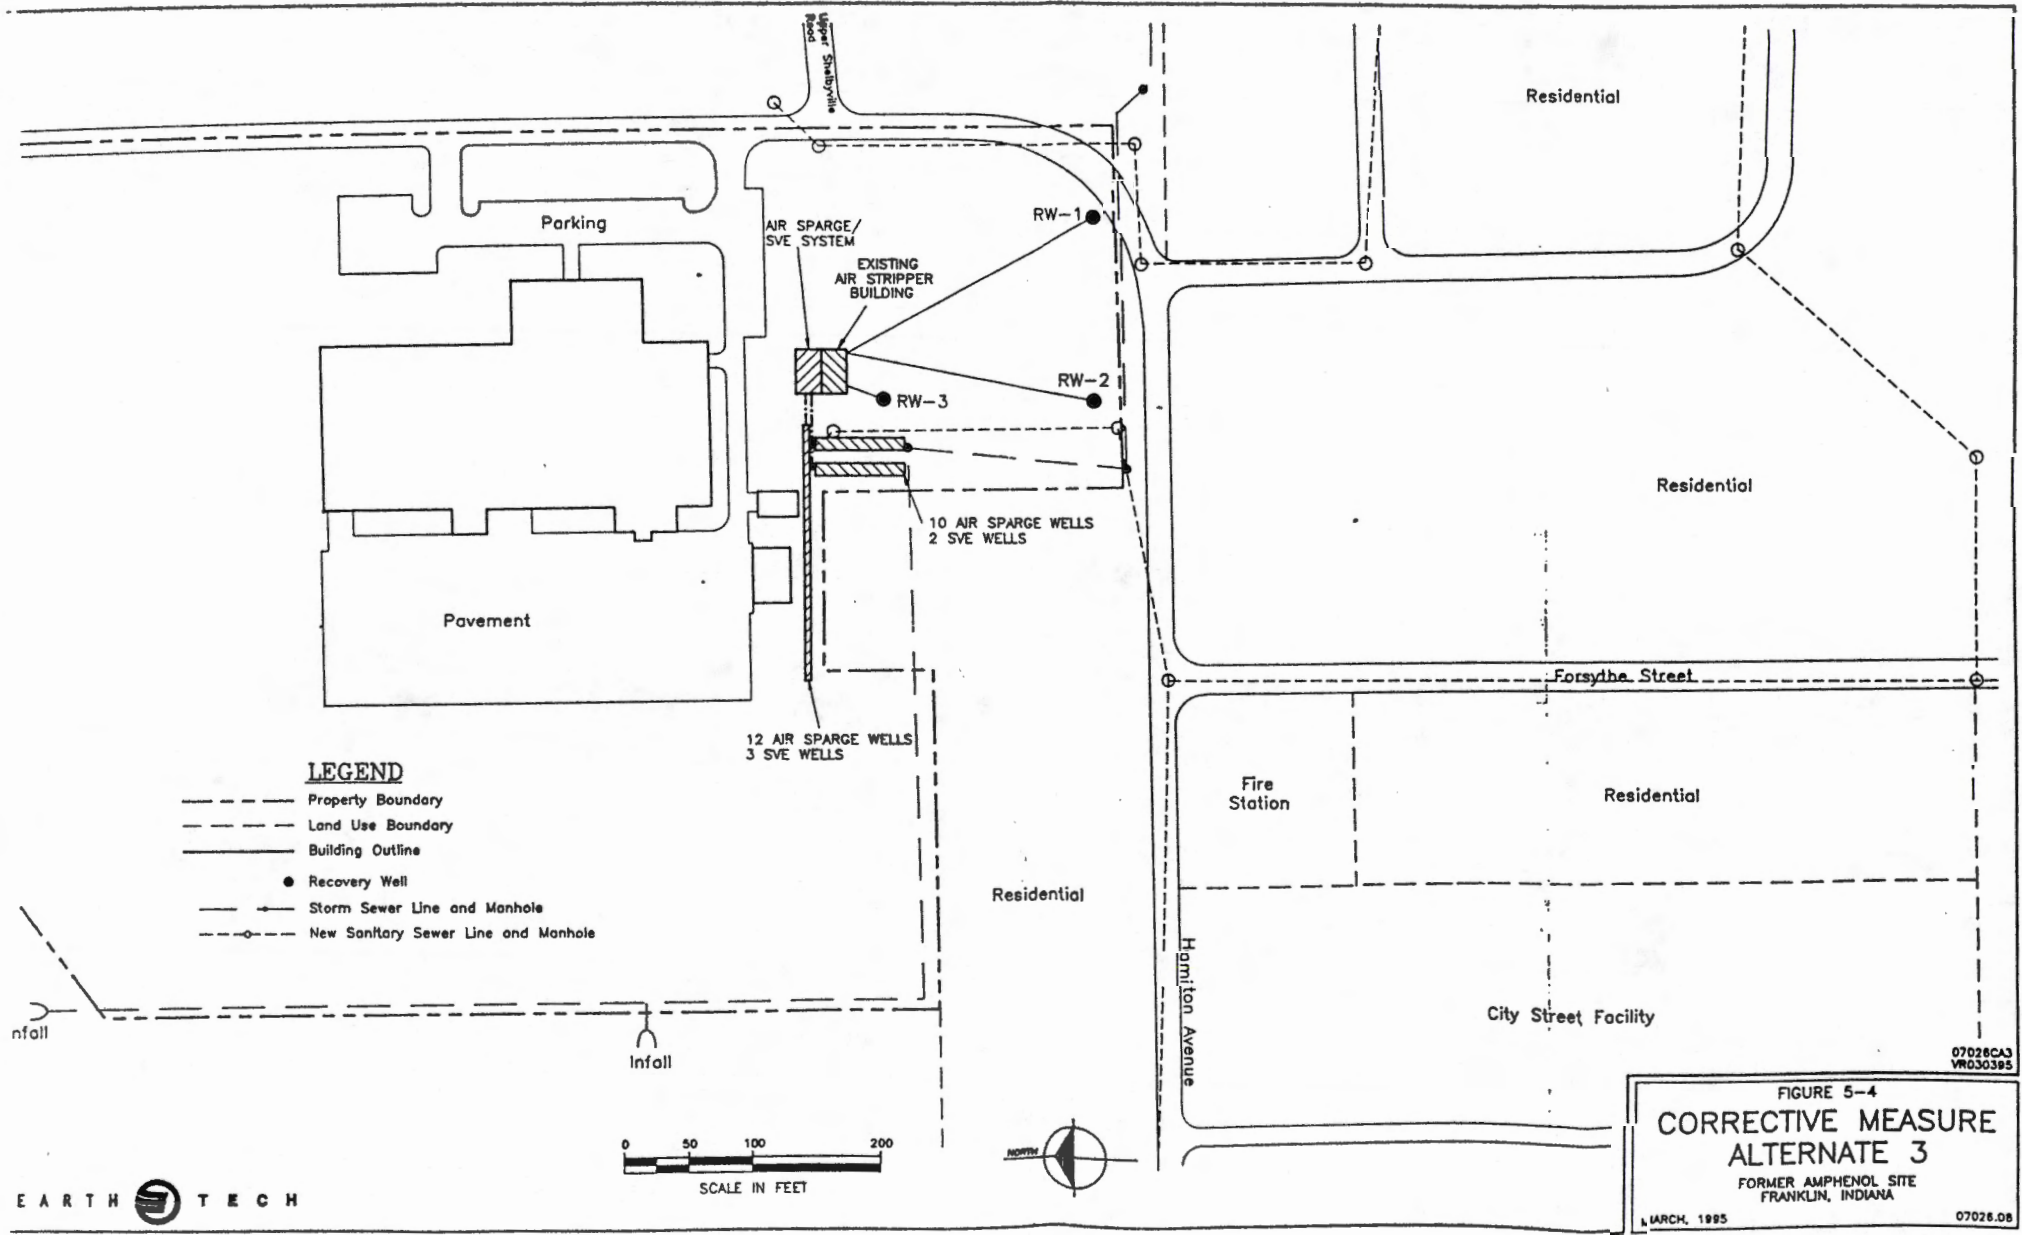 Upper Shelbyville
Road
Residential
Parking
AIR SPARGE/
SVE SYSTEM
RW-1
EXISTING
AIR STRIPPER
BUILDING
RW-2
RW-3
Residential
10 AIR SPARGE WELLS
2 SVE WELLS
Pavement
Forsythe Street
12 AIR SPARGE WELLS
3 SVE WELLS
LEGEND
Property Boundary
Land Use Boundary
Building Outline
Recovery Well
Storm Sewer Line and Manhole
New Sanitary Sewer Line and Manhole
Fire
Station
Residential
Residential
Hamilton Avenue
City Street Facility
nfall
Infall
07026CA3
VR030395
0 50 100 200
SCALE IN FEET
NORTH
FIGURE 5-4
CORRECTIVE MEASURE
ALTERNATE 3
FORMER AMPHENOL SITE
FRANKLIN, INDIANA
MARCH, 1995
07026.08
EARTH TECH